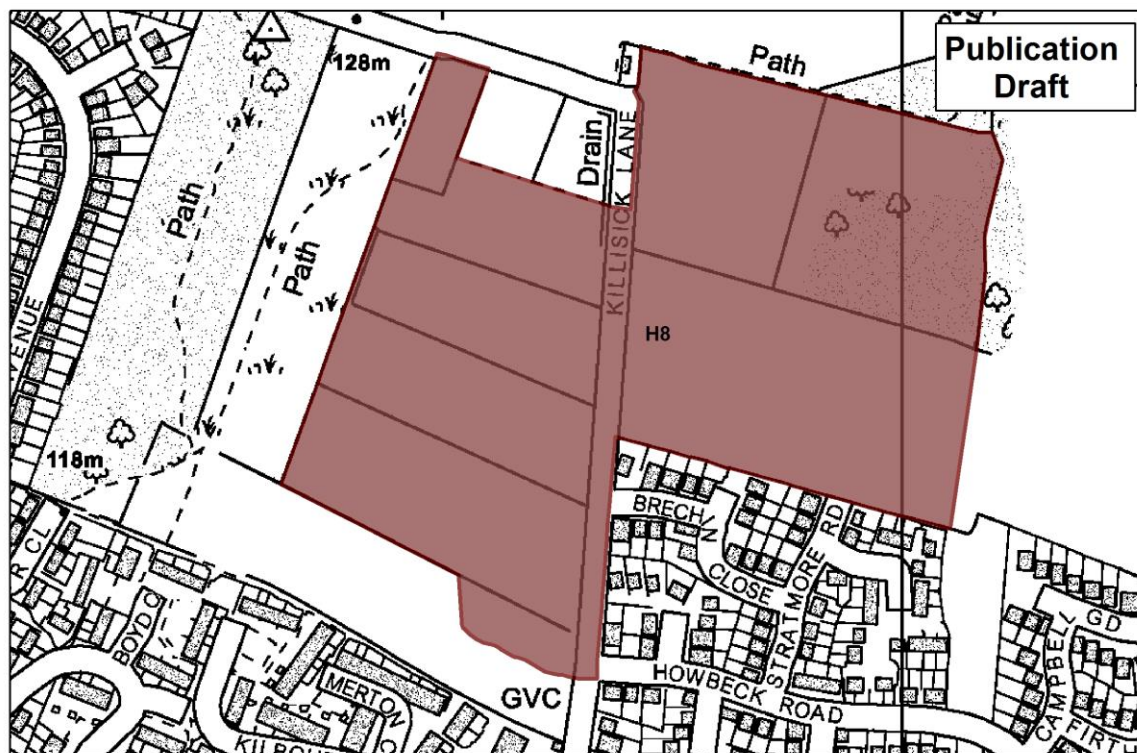 Publication
Draft
Path
128m
Drain
KILLISICK LANE
Path
Path
H8
AVENUE
118m
BRECHIN
CLOSE
STRATMORE RD
HOWBECK ROAD
GVC
MERTON
BOYD
CL
CAMPBELL
GD